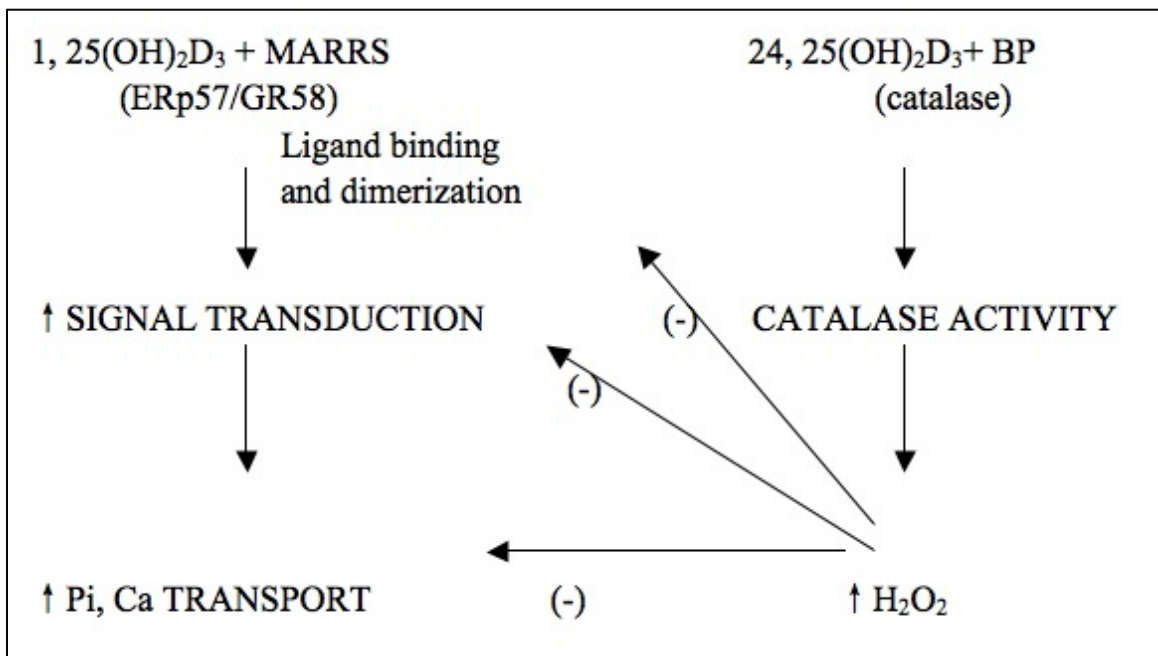 1, 25(OH)₂D₃ + MARRS
(ERp57/GR58)
Ligand binding
and dimerization
24, 25(OH)₂D₃+ BP
(catalase)
↑ SIGNAL TRANSDUCTION
(-)
CATALASE ACTIVITY
(-)
↑ Pi, Ca TRANSPORT
(-)
↑ H₂O₂